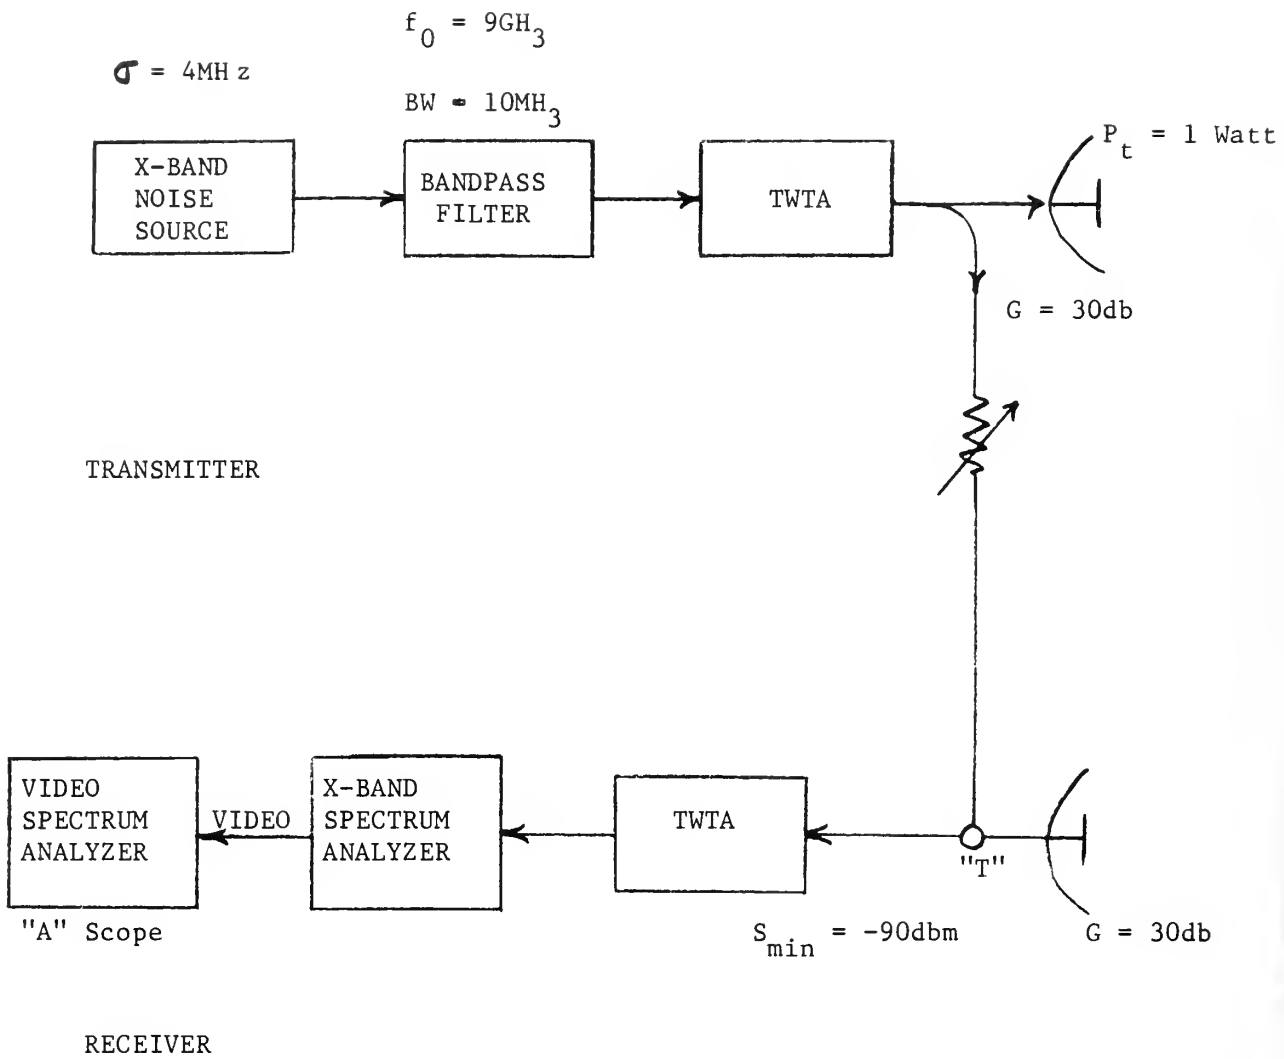 f0 = 9GH3
σ = 4MHz
BW = 10MH3
X-BAND
NOISE
SOURCE
BANDPASS
FILTER
TWTA
Pt = 1 Watt
G = 30db
TRANSMITTER
VIDEO
SPECTRUM
ANALYZER
VIDEO
X-BAND
SPECTRUM
ANALYZER
TWTA
"T"
"A" Scope
Smin = -90dbm
G = 30db
RECEIVER